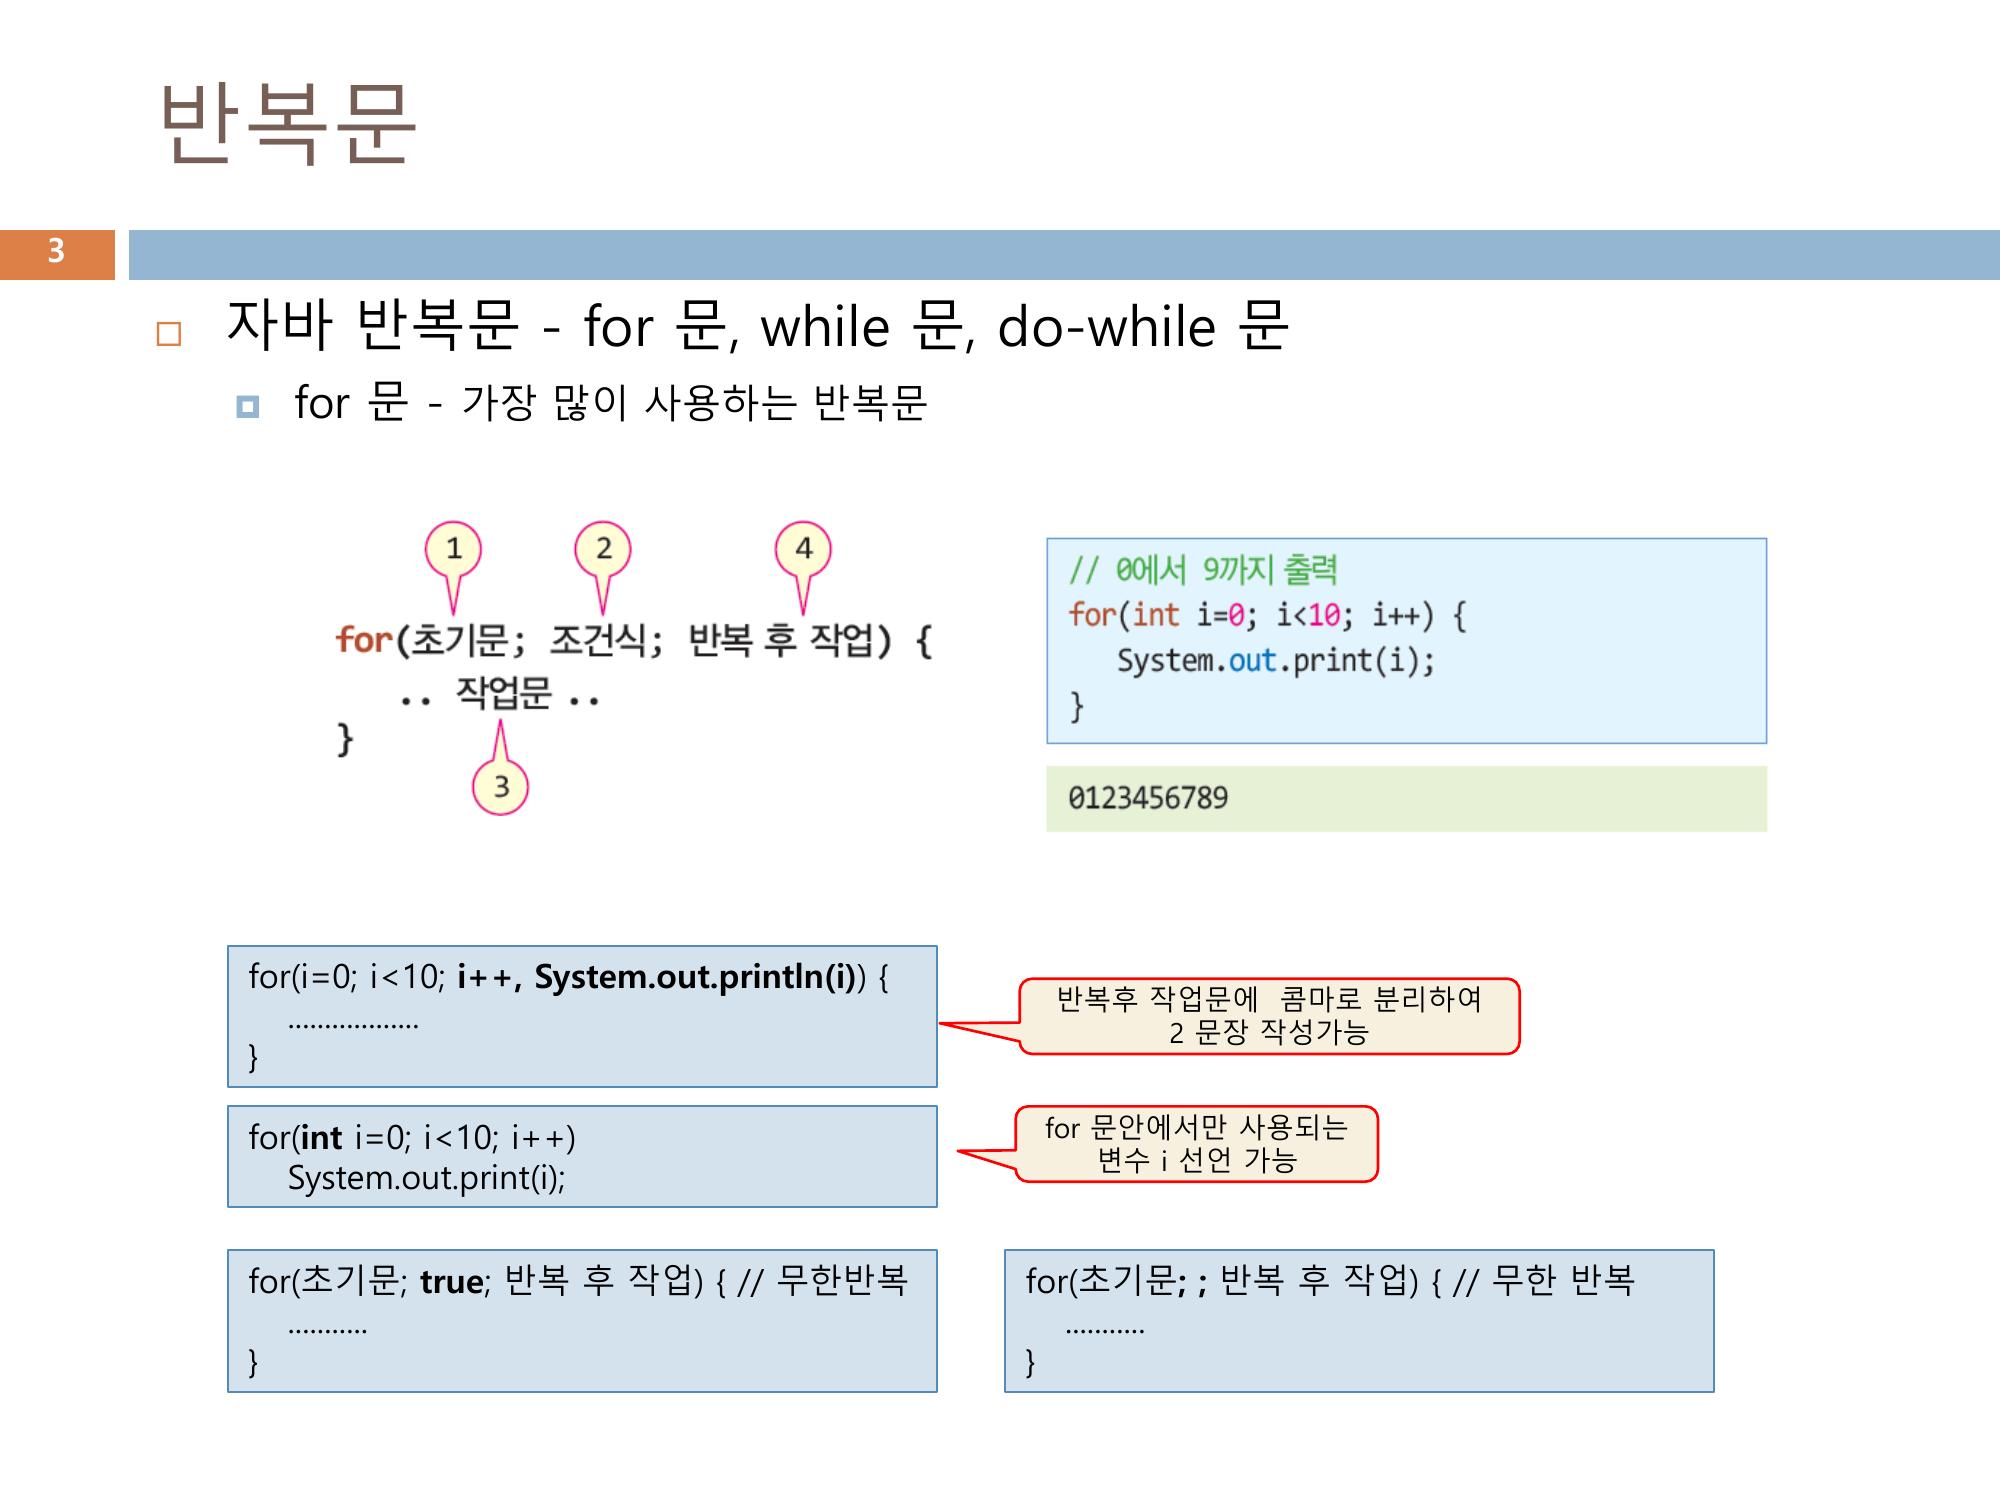 반복문
3
자바 반복문 - for 문, while 문, do-while 문
for 문 - 가장 많이 사용하는 반복문
1 2 4
for(초기문; 조건식; 반복 후 작업) {
.. 작업문 ..
}
3
// 0에서 9까지 출력
for(int i=0; i<10; i++) {
System.out.print(i);
}
0123456789
for(i=0; i<10; i++, System.out.println(i)) {
..................
}
반복후 작업문에 콤마로 분리하여
2 문장 작성가능
for(int i=0; i<10; i++)
System.out.print(i);
for 문안에서만 사용되는
변수 i 선언 가능
for(초기문; true; 반복 후 작업) { // 무한반복
...........
}
for(초기문; ; 반복 후 작업) { // 무한 반복
...........
}